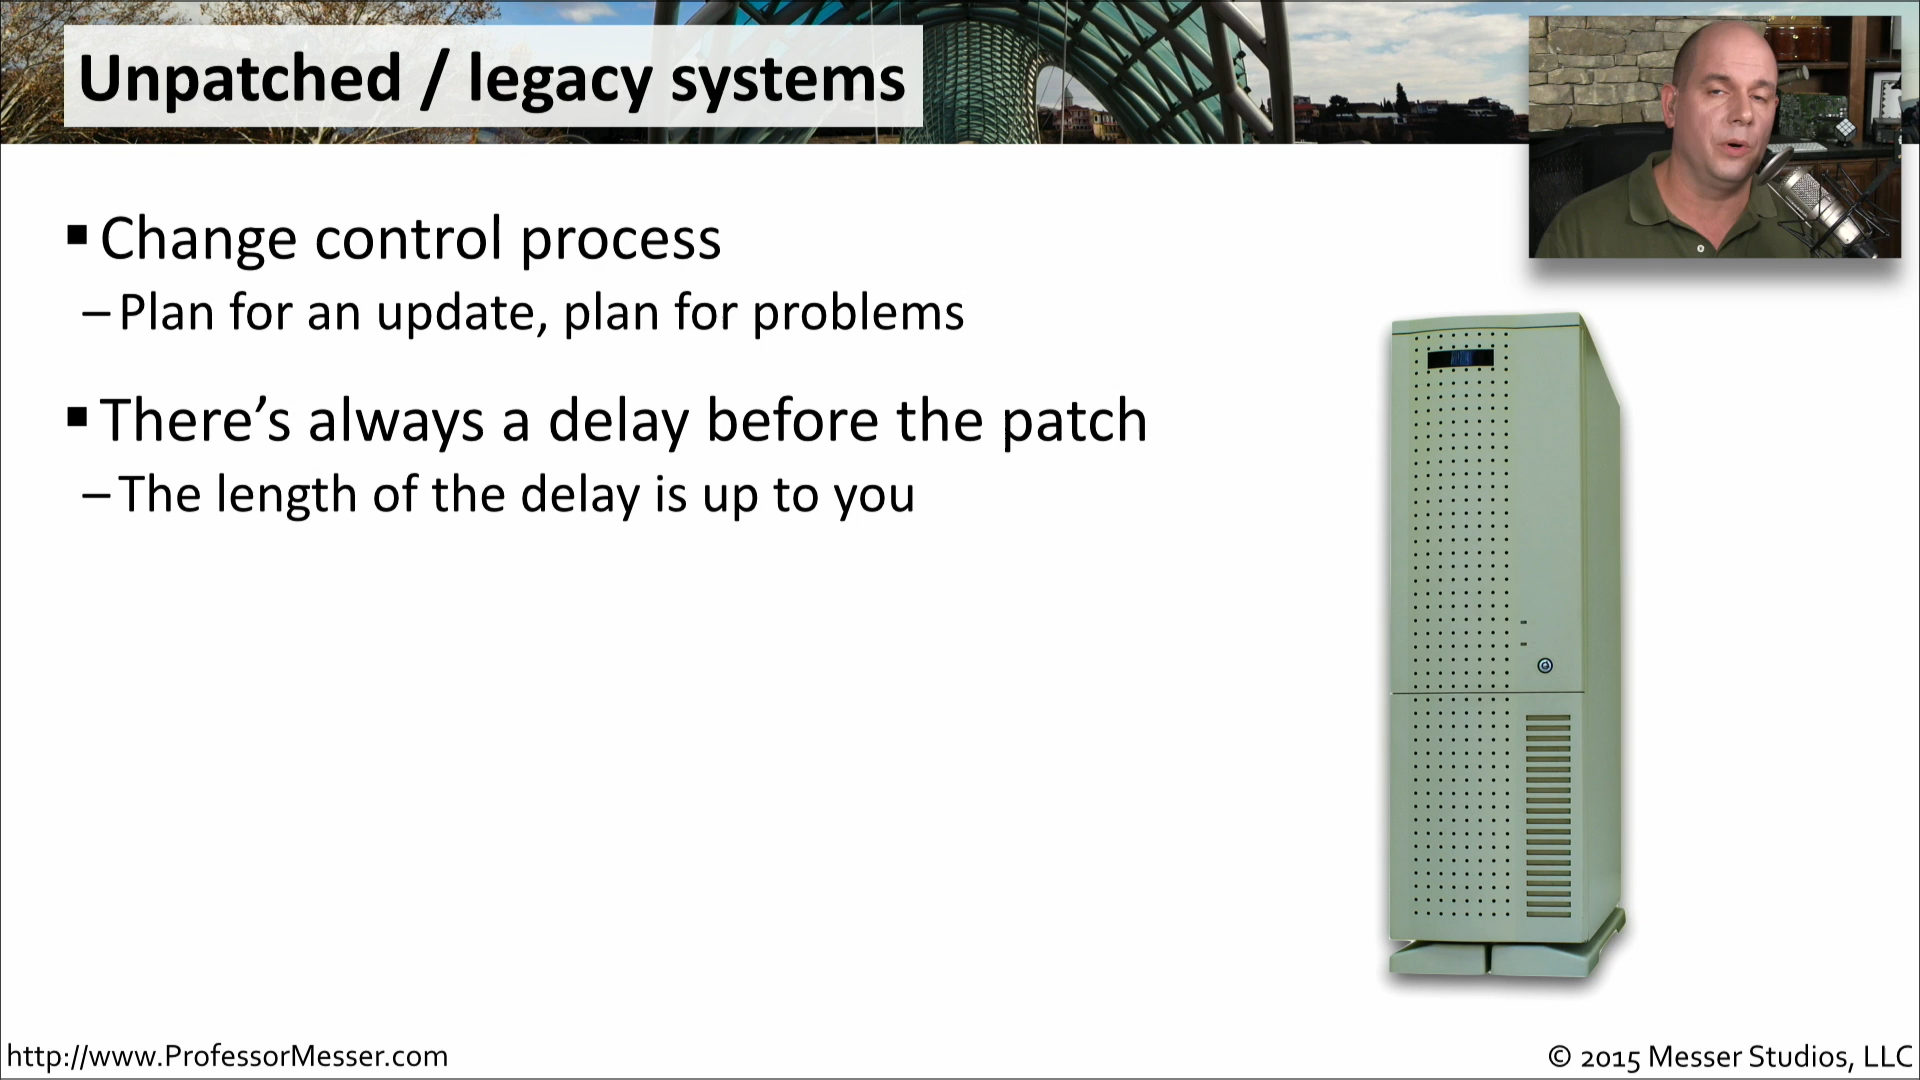 Unpatched / legacy systems
▪ Change control process
– Plan for an update, plan for problems
▪ There’s always a delay before the patch
– The length of the delay is up to you
http://www.ProfessorMesser.com
© 2015 Messer Studios, LLC